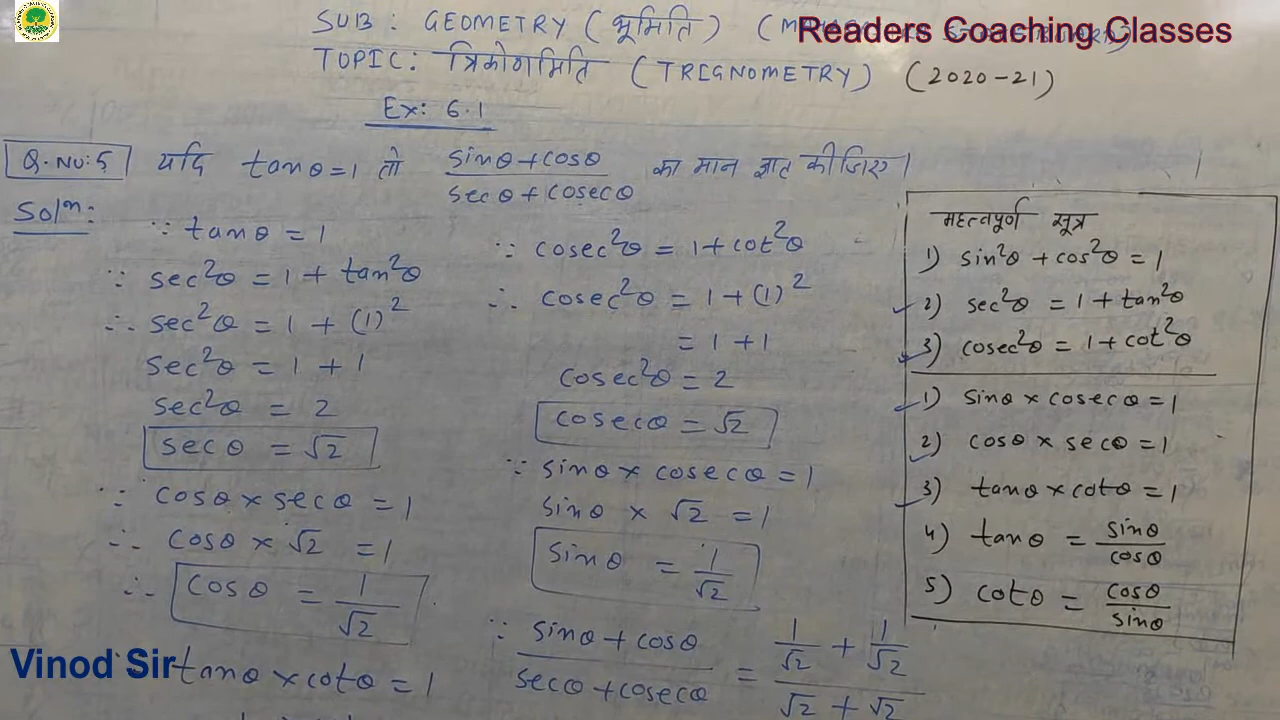 SUB: GEOMETRY (भूमिति)
Readers Coaching Classes
TOPIC: त्रिकोणमिति (TRIGNOMETRY) (2020-21)
Ex: 6.1
Q.NO:5 यदि tanθ=1 तो (sinθ+cosθ)/(secθ+cosecθ) का मान ज्ञात कीजिए।
Solⁿ:
∵ tanθ = 1
∵ sec²θ = 1 + tan²θ
∴ sec²θ = 1 + (1)²
sec²θ = 1 + 1
sec²θ = 2
secθ = √2
∵ cosθ × secθ = 1
∴ cosθ × √2 = 1
∴ cosθ = 1/√2
tanθ × cotθ = 1
∵ cosec²θ = 1 + cot²θ
∴ cosec²θ = 1 + (1)²
= 1 + 1
cosec²θ = 2
cosecθ = √2
∵ sinθ × cosecθ = 1
sinθ × √2 = 1
sinθ = 1/√2
∵ (sinθ + cosθ)/(secθ + cosecθ) = (1/√2 + 1/√2)/(√2 + √2)
महत्वपूर्ण सूत्र
1) sin²θ + cos²θ = 1
2) sec²θ = 1 + tan²θ
3) cosec²θ = 1 + cot²θ
1) sinθ × cosecθ = 1
2) cosθ × secθ = 1
3) tanθ × cotθ = 1
4) tanθ = sinθ/cosθ
5) cotθ = cosθ/sinθ
Vinod Sir